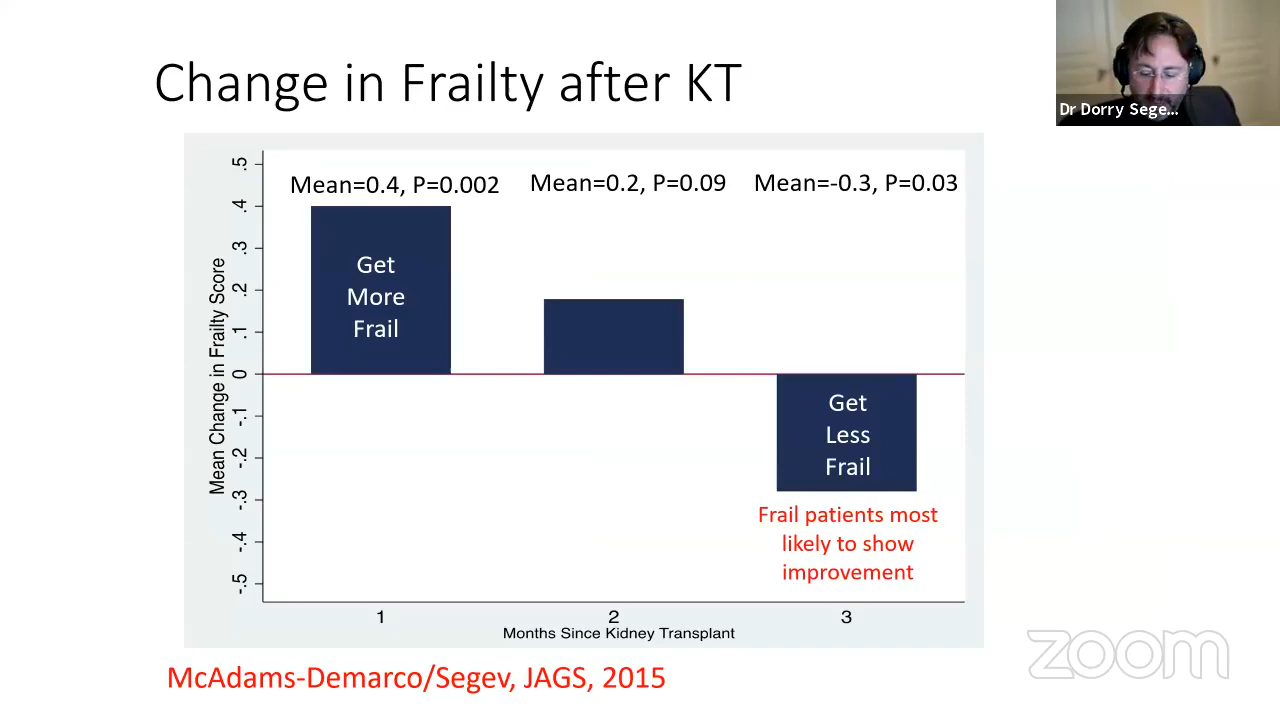 Change in Frailty after KT
Dr Dorry Sege...
Mean=0.4, P=0.002
Mean=0.2, P=0.09
Mean=-0.3, P=0.03
Mean Change in Frailty Score
.5
.4
.3
.2
.1
0
-.1
-.2
-.3
-.4
-.5
Get
More
Frail
Get
Less
Frail
Frail patients most
likely to show
improvement
1
2
3
Months Since Kidney Transplant
McAdams-Demarco/Segev, JAGS, 2015
zoom